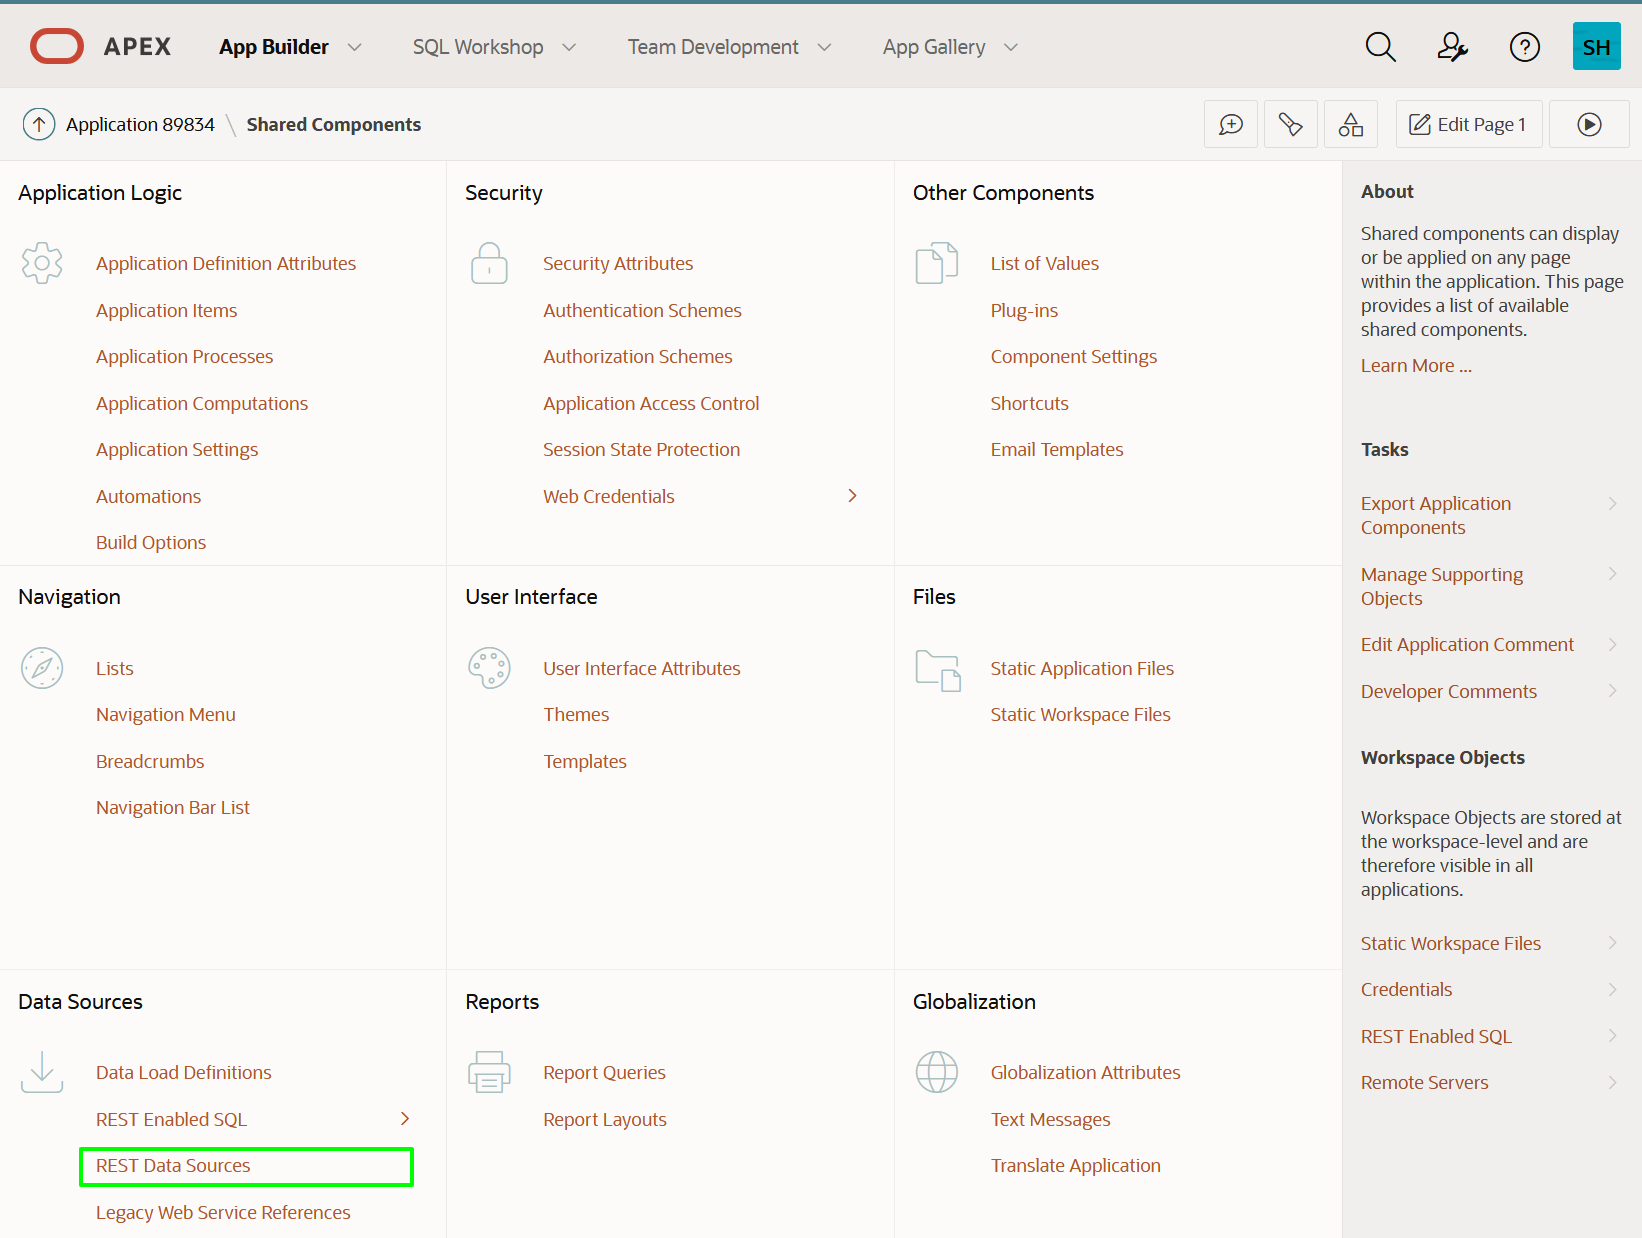 APEX
App Builder
SQL Workshop
Team Development
App Gallery
SH
Application 89834
Shared Components
Edit Page 1
Application Logic
Application Definition Attributes
Application Items
Application Processes
Application Computations
Application Settings
Automations
Build Options
Security
Security Attributes
Authentication Schemes
Authorization Schemes
Application Access Control
Session State Protection
Web Credentials
Other Components
List of Values
Plug-ins
Component Settings
Shortcuts
Email Templates
Navigation
Lists
Navigation Menu
Breadcrumbs
Navigation Bar List
User Interface
User Interface Attributes
Themes
Templates
Files
Static Application Files
Static Workspace Files
Data Sources
Data Load Definitions
REST Enabled SQL
REST Data Sources
Legacy Web Service References
Reports
Report Queries
Report Layouts
Globalization
Globalization Attributes
Text Messages
Translate Application
About
Shared components can display
or be applied on any page
within the application. This page
provides a list of available
shared components.
Learn More ...
Tasks
Export Application
Components
Manage Supporting
Objects
Edit Application Comment
Developer Comments
Workspace Objects
Workspace Objects are stored at
the workspace-level and are
therefore visible in all
applications.
Static Workspace Files
Credentials
REST Enabled SQL
Remote Servers